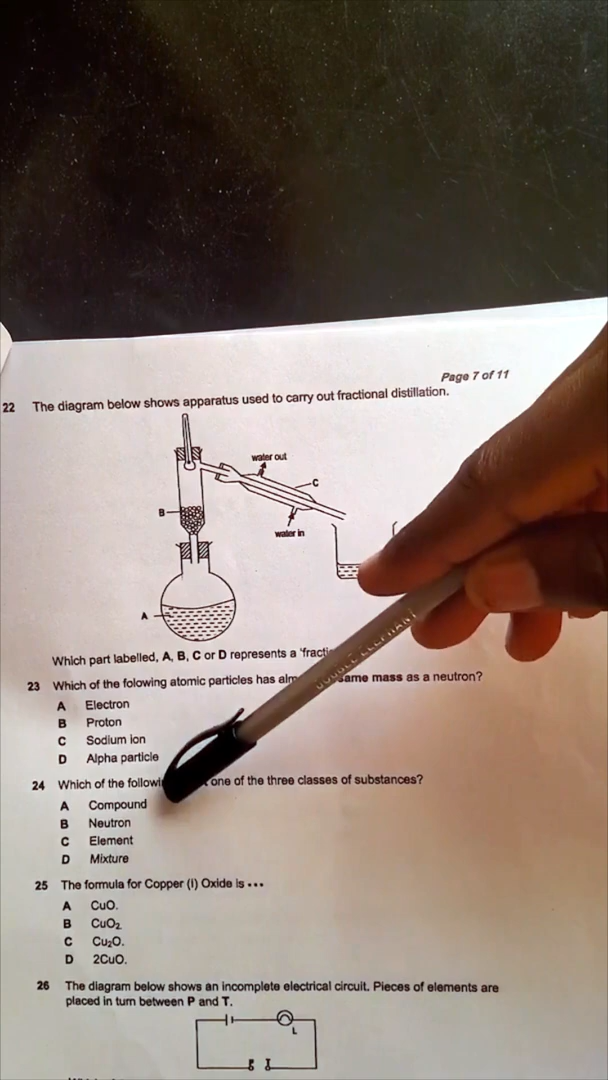 Page 7 of 11
22 The diagram below shows apparatus used to carry out fractional distillation.
water out
C
B
water in
A
Which part labelled, A, B, C or D represents a 'fracti
DOUBLE ELEPHANT
23 Which of the folowing atomic particles has alm same mass as a neutron?
A Electron
B Proton
C Sodium ion
D Alpha particle
24 Which of the followi one of the three classes of substances?
A Compound
B Neutron
C Element
D Mixture
25 The formula for Copper (I) Oxide is •••
A CuO.
B CuO₂
C Cu₂O.
D 2CuO.
26 The diagram below shows an incomplete electrical circuit. Pieces of elements are
placed in turn between P and T.
L